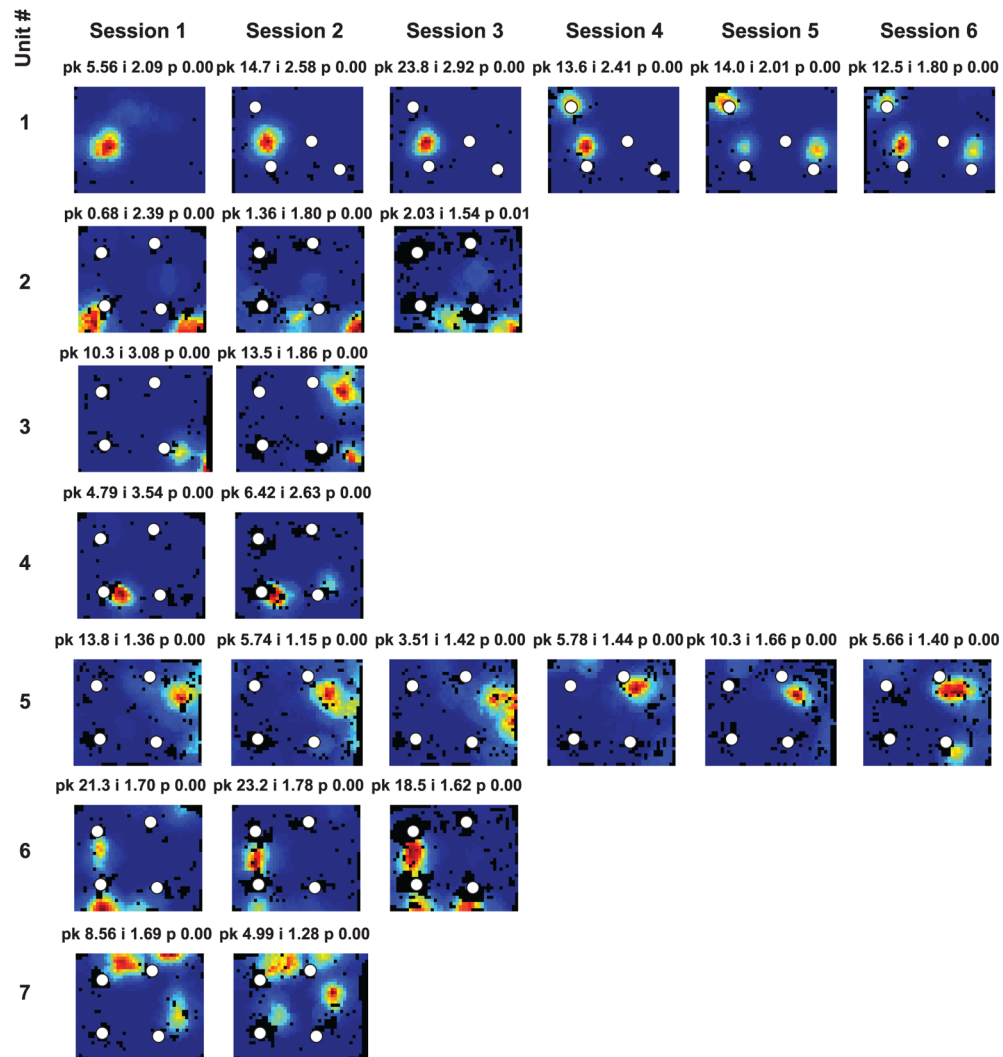 Unit #
Session 1 Session 2 Session 3 Session 4 Session 5 Session 6
pk 5.56 i 2.09 p 0.00 pk 14.7 i 2.58 p 0.00 pk 23.8 i 2.92 p 0.00 pk 13.6 i 2.41 p 0.00 pk 14.0 i 2.01 p 0.00 pk 12.5 i 1.80 p 0.00
1
pk 0.68 i 2.39 p 0.00 pk 1.36 i 1.80 p 0.00 pk 2.03 i 1.54 p 0.01
2
pk 10.3 i 3.08 p 0.00 pk 13.5 i 1.86 p 0.00
3
pk 4.79 i 3.54 p 0.00 pk 6.42 i 2.63 p 0.00
4
pk 13.8 i 1.36 p 0.00 pk 5.74 i 1.15 p 0.00 pk 3.51 i 1.42 p 0.00 pk 5.78 i 1.44 p 0.00 pk 10.3 i 1.66 p 0.00 pk 5.66 i 1.40 p 0.00
5
pk 21.3 i 1.70 p 0.00 pk 23.2 i 1.78 p 0.00 pk 18.5 i 1.62 p 0.00
6
pk 8.56 i 1.69 p 0.00 pk 4.99 i 1.28 p 0.00
7